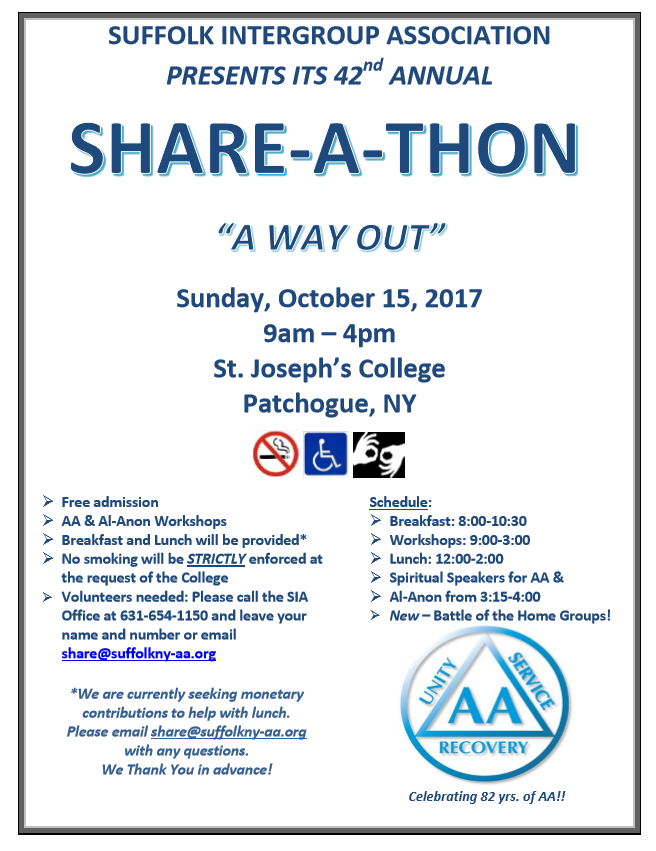 SUFFOLK INTERGROUP ASSOCIATION
PRESENTS ITS 42nd ANNUAL
SHARE-A-THON
“A WAY OUT”
Sunday, October 15, 2017
9am – 4pm
St. Joseph’s College
Patchogue, NY
Free admission
AA & Al-Anon Workshops
Breakfast and Lunch will be provided*
No smoking will be STRICTLY enforced at
the request of the College
Volunteers needed: Please call the SIA
Office at 631-654-1150 and leave your
name and number or email
share@suffolkny-aa.org
*We are currently seeking monetary
contributions to help with lunch.
Please email share@suffolkny-aa.org
with any questions.
We Thank You in advance!
Schedule:
Breakfast: 8:00-10:30
Workshops: 9:00-3:00
Lunch: 12:00-2:00
Spiritual Speakers for AA &
Al-Anon from 3:15-4:00
New – Battle of the Home Groups!
UNITY
SERVICE
AA
RECOVERY
Celebrating 82 yrs. of AA!!